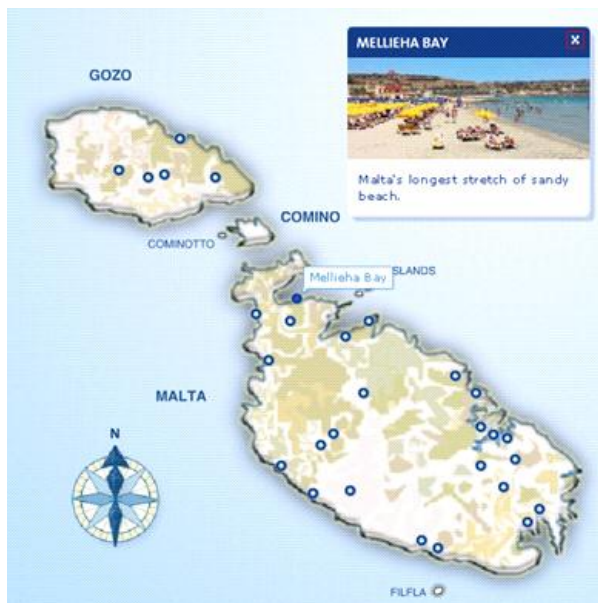 MELLIEHA BAY
X
GOZO
Malta's longest stretch of sandy
beach.
COMINO
COMINOTTO
Mellieha Bay
SLANDS
MALTA
N
FILFLA